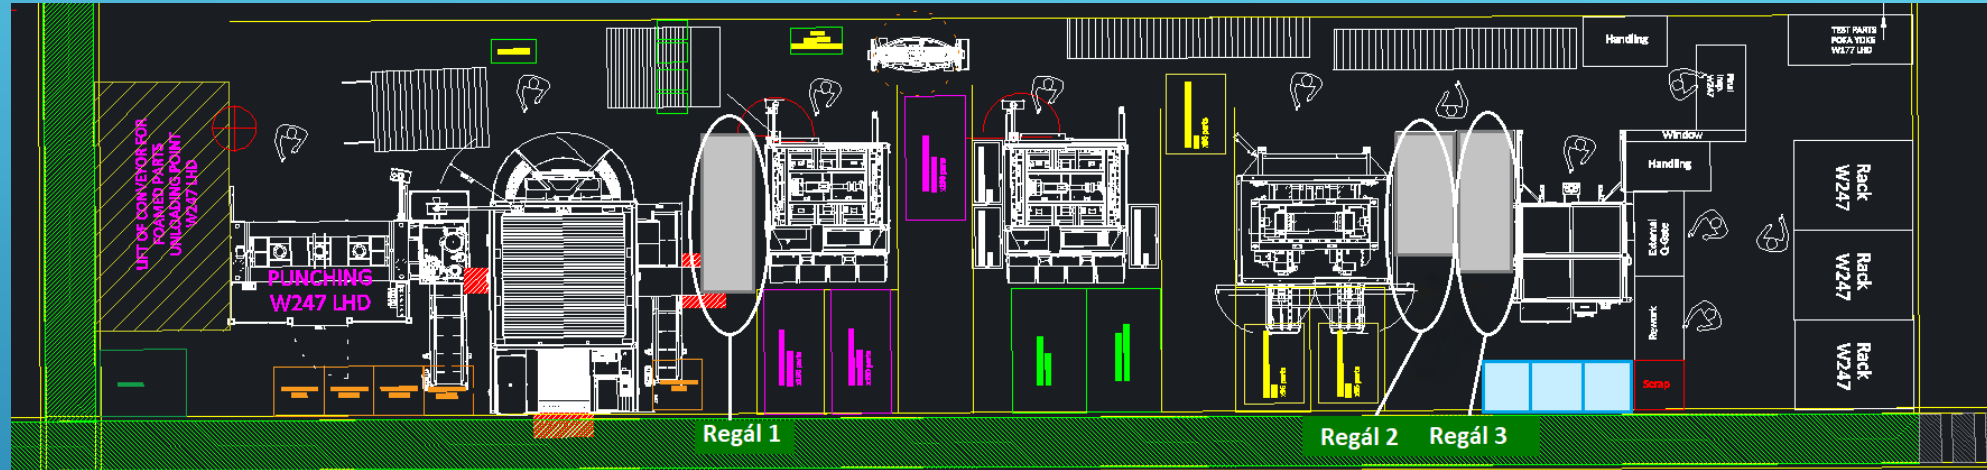 LIFT OF CONVEYOR FOR
FOAMED PARTS
UNLOADING POINT
W247 LHD
PUNCHING
W247 LHD
Handling
TEST PARTS
POKA YOKE
W177 LHD
W247
Window
Handling
External
Q-Gate
Rework
Scrap
Rack
W247
Rack
W247
Rack
W247
Regál 1
Regál 2
Regál 3